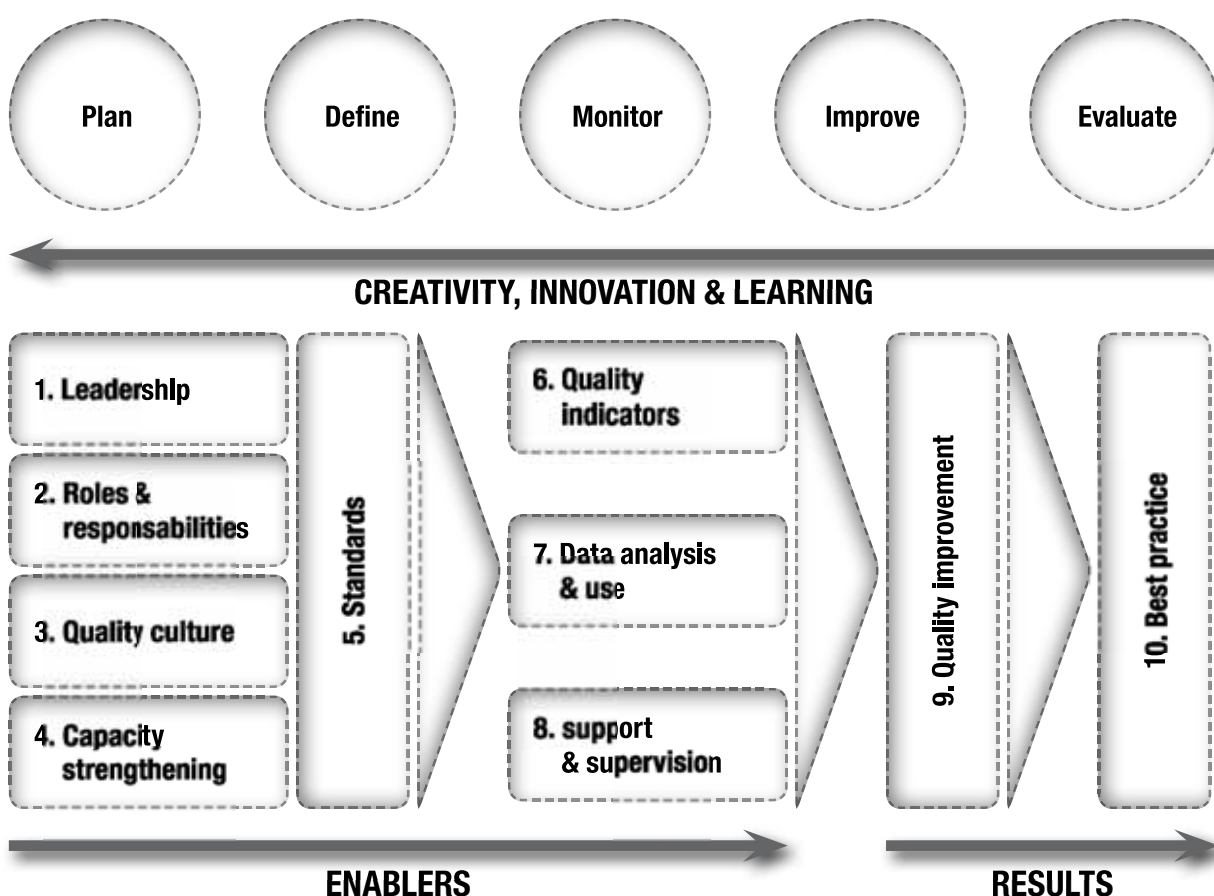 Plan
Define
Monitor
Improve
Evaluate
CREATIVITY, INNOVATION & LEARNING
1. Leadership
2. Roles &
responsabilities
3. Quality culture
4. Capacity
strengthening
5. Standards
6. Quality
indicators
7. Data analysis
& use
8. support
& supervision
9. Quality improvement
10. Best practice
ENABLERS
RESULTS